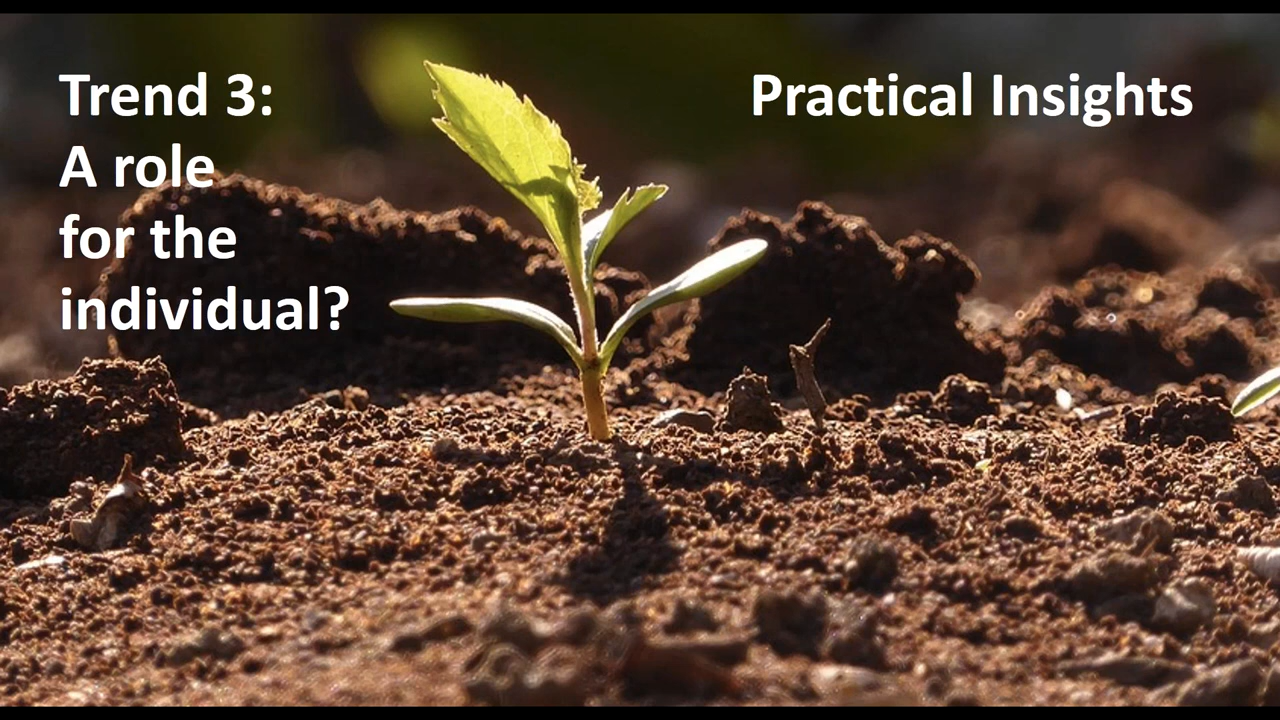 Trend 3:
A role
for the
individual?
Practical Insights